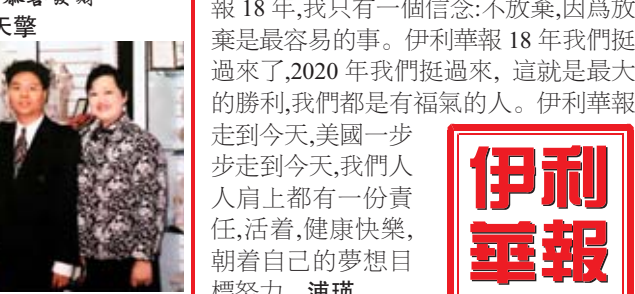 天擎
報 18 年,我只有一個信念:不放棄,因爲放
棄是最容易的事。伊利華報 18 年我們挺
過來了,2020 年我們挺過來, 這就是最大
的勝利,我們都是有福氣的人。伊利華報
走到今天,美國一步
步走到今天,我們人
人肩上都有一份責
任,活着,健康快樂,
朝着自己的夢想目
標努力。浦瑛
伊利
華報